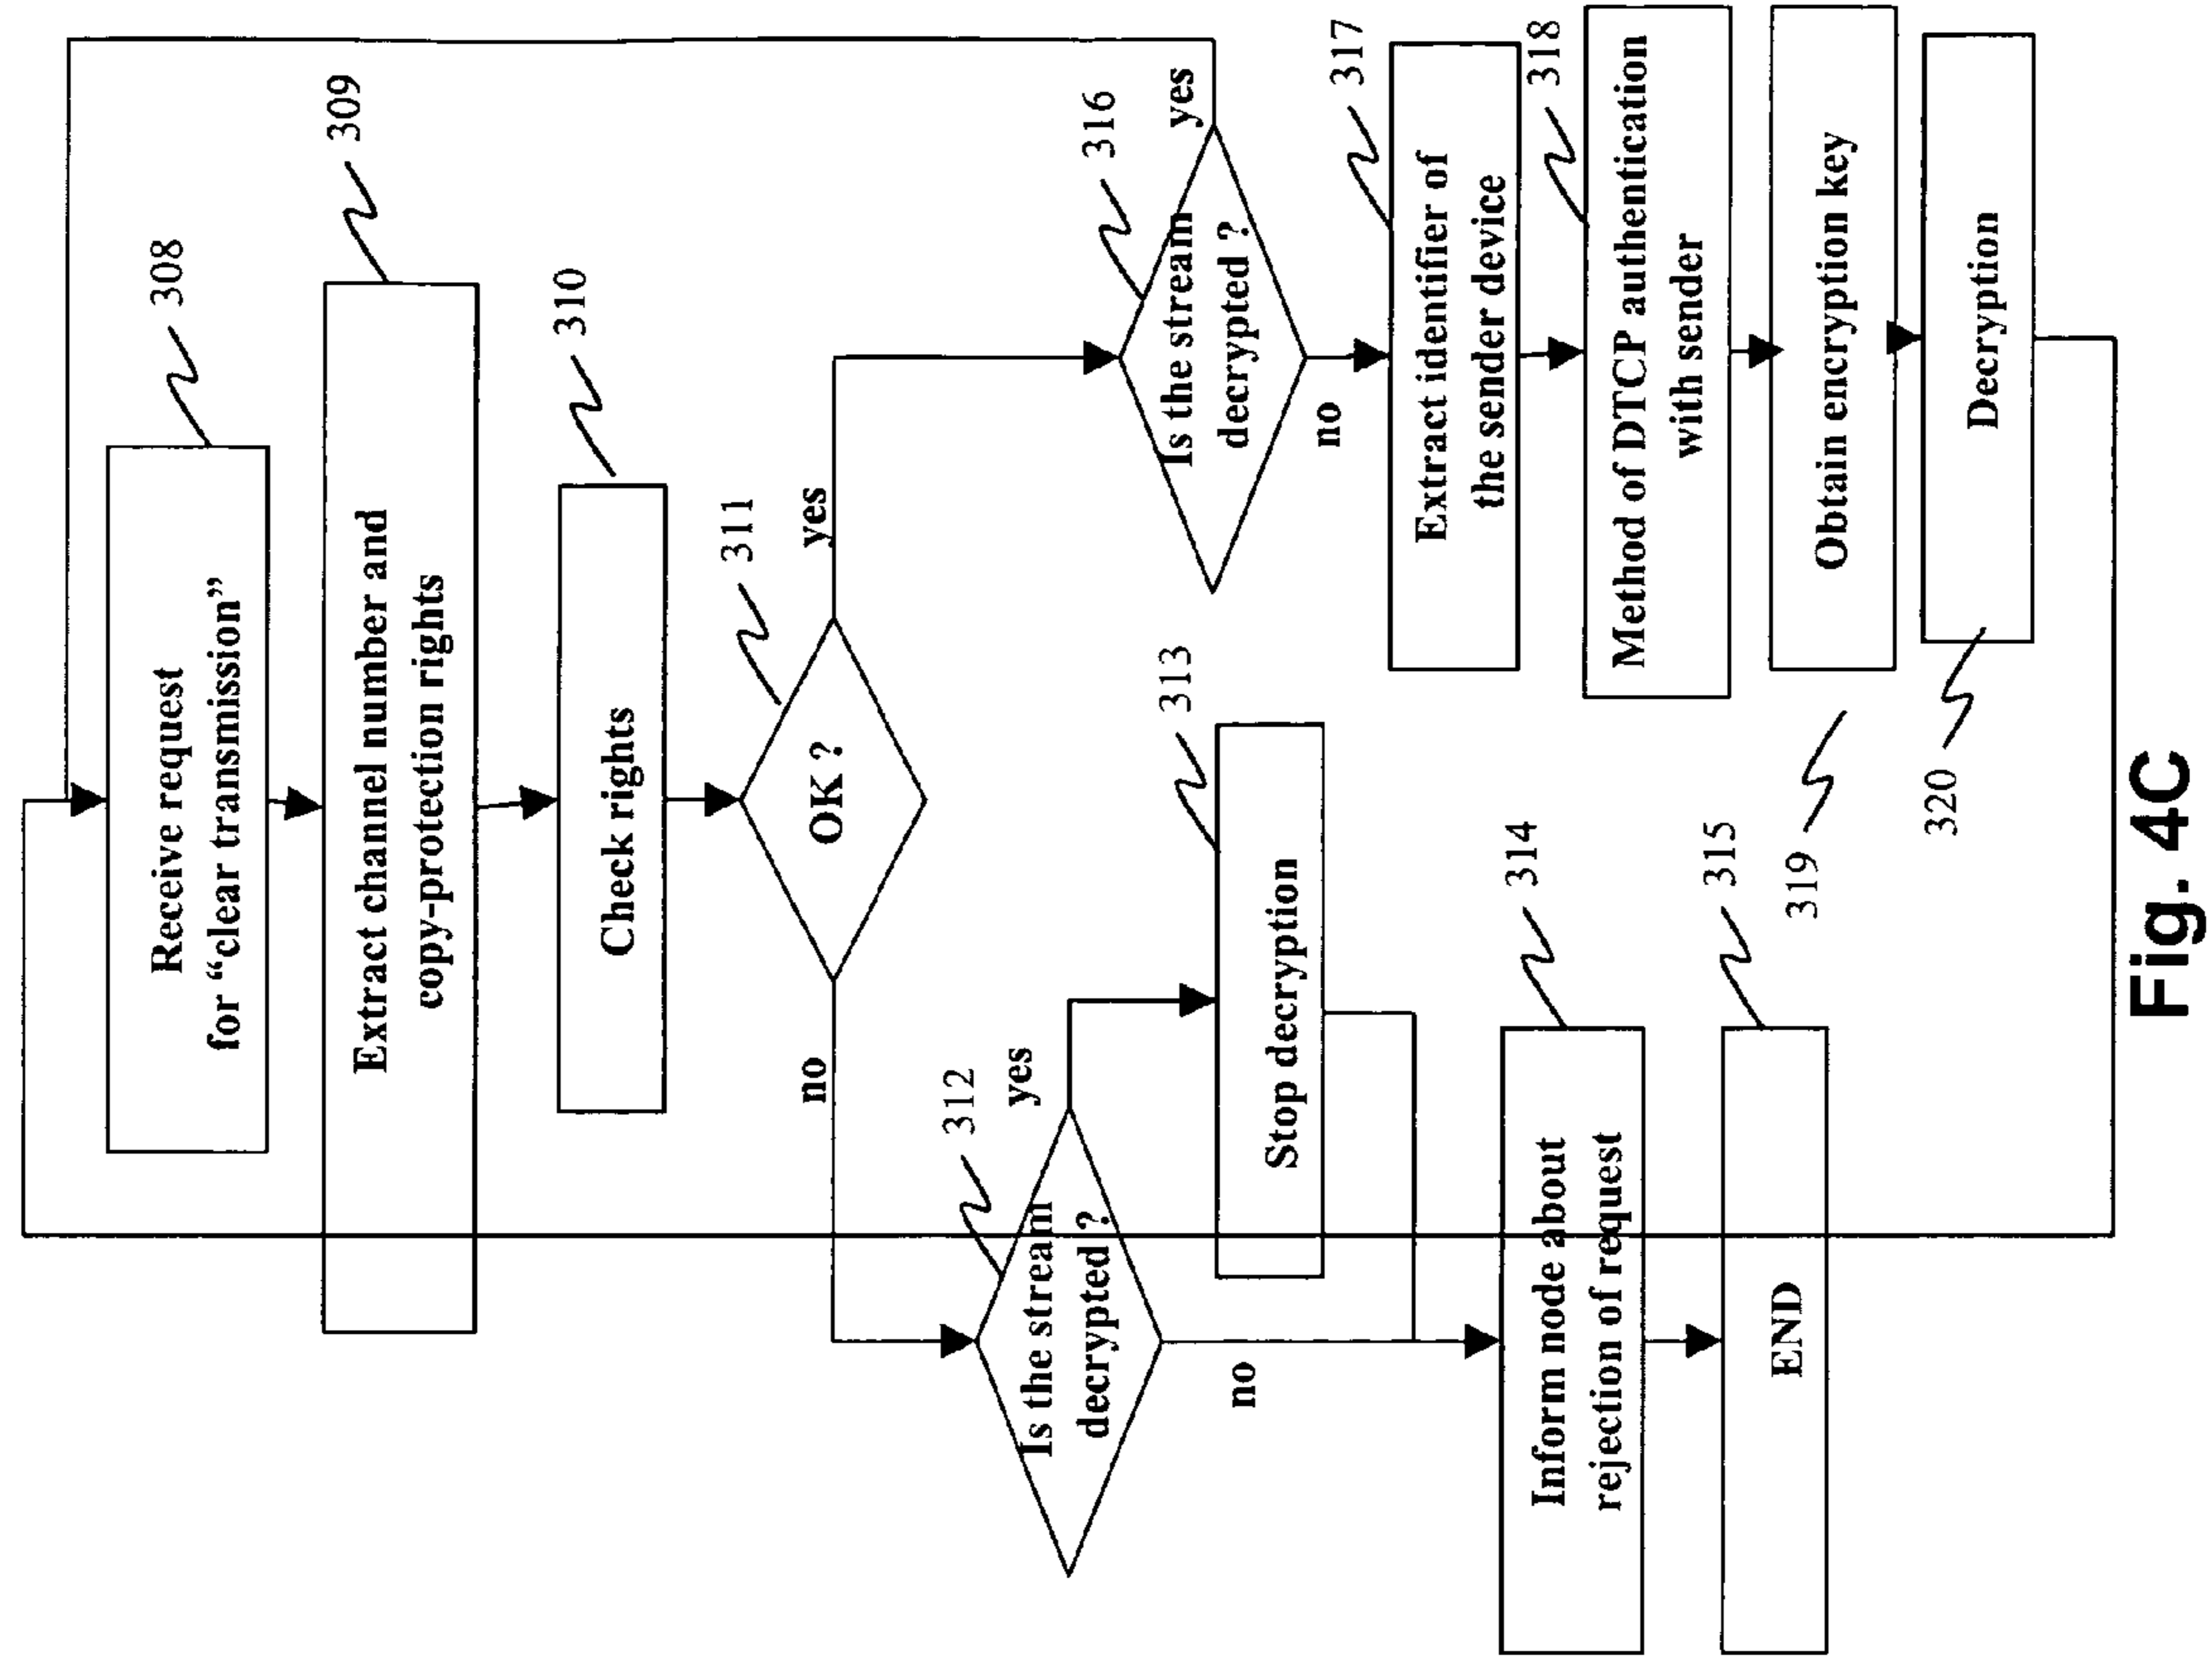 308
Receive request
for “clear transmission”
309
Extract channel number and
copy-protection rights
310
Check rights
311
OK ?
no
yes
312
Is the stream
decrypted ?
yes
no
313
Stop decryption
314
Inform node about
rejection of request
315
END
316
Is the stream
decrypted ?
yes
no
317
Extract identifier of
the sender device
318
Method of DTCP authentication
with sender
319
Obtain encryption key
320
Decryption
Fig. 4C